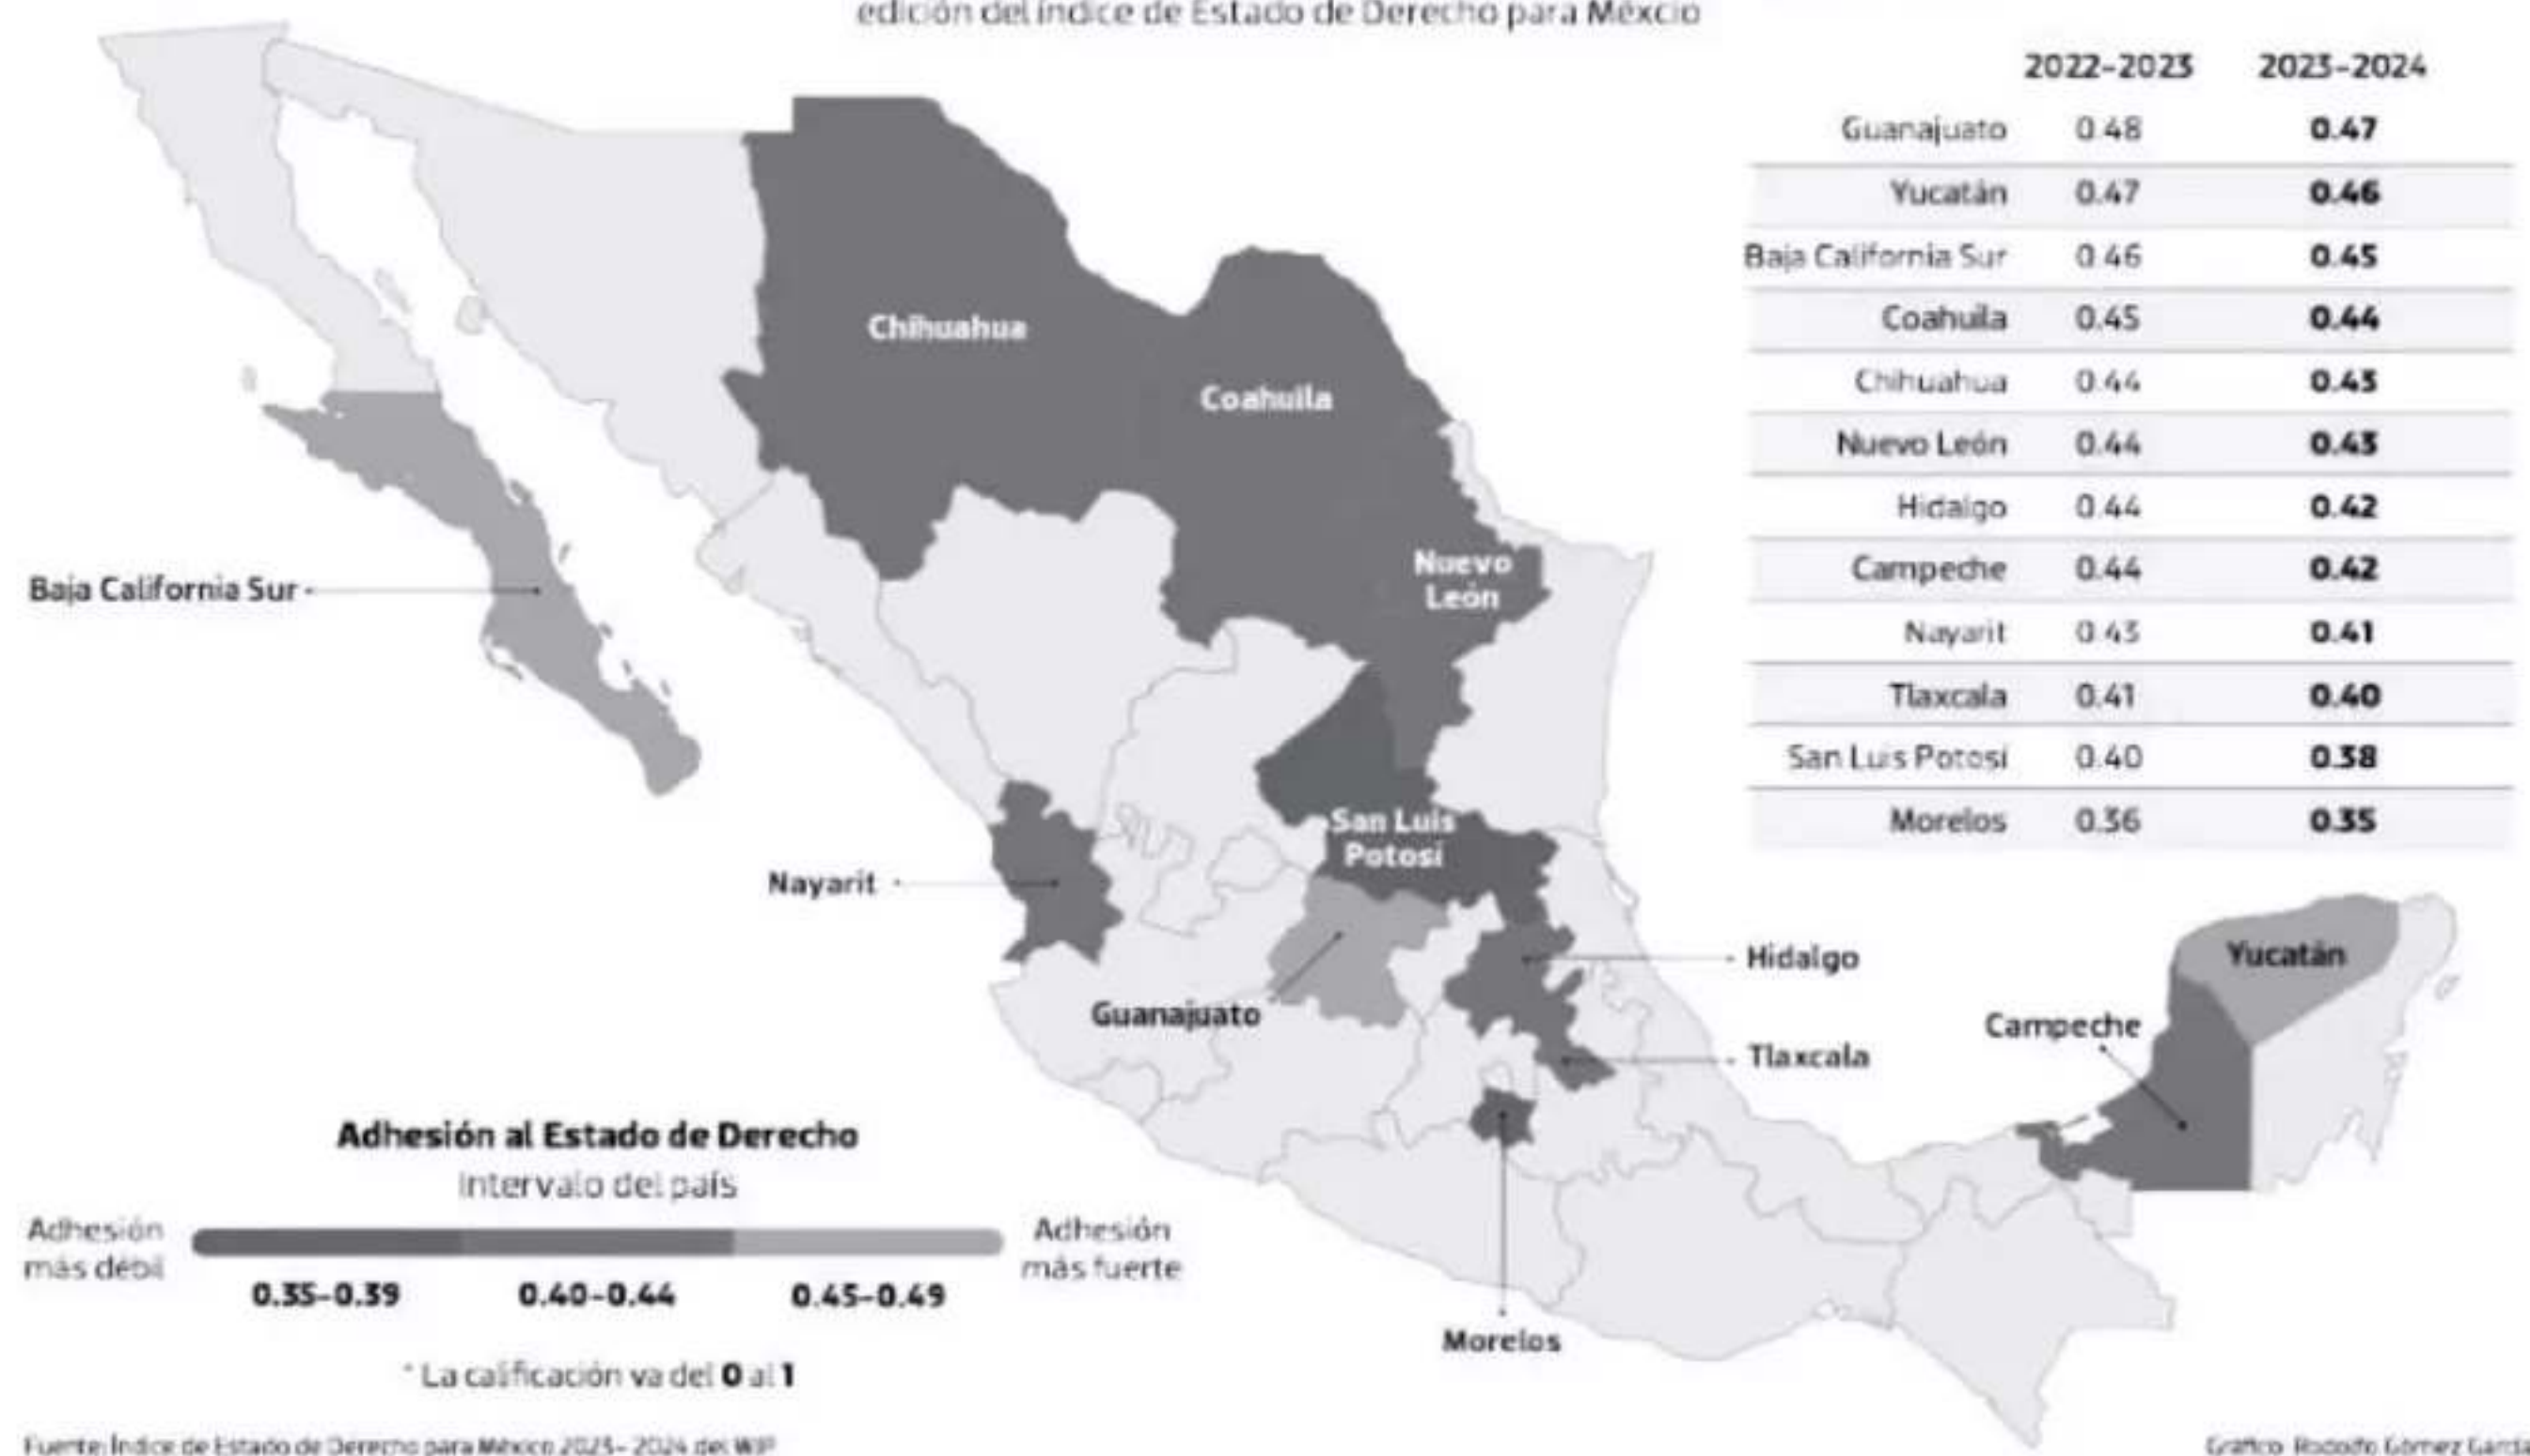 edición del índice de Estado de Derecho para Méxcio
2022–2023 2023–2024
Guanajuato 0.48 0.47
Yucatán 0.47 0.46
Baja California Sur 0.46 0.45
Coahuila 0.45 0.44
Chihuahua 0.44 0.43
Nuevo León 0.44 0.43
Hidalgo 0.44 0.42
Campeche 0.44 0.42
Nayarit 0.43 0.41
Tlaxcala 0.41 0.40
San Luis Potosí 0.40 0.38
Morelos 0.36 0.35
Chihuahua
Coahuila
Nuevo
León
Baja California Sur
San Luis
Potosí
Nayarit
Guanajuato
Hidalgo
Tlaxcala
Yucatán
Campeche
Morelos
Adhesión al Estado de Derecho
Intervalo del país
Adhesión
más débil
Adhesión
más fuerte
0.35–0.39 0.40–0.44 0.45–0.49
* La calificación va del 0 al 1
Fuente: Índice de Estado de Derecho para México 2023– 2024 del WJP
Gráfico: Rodolfo Gómez García